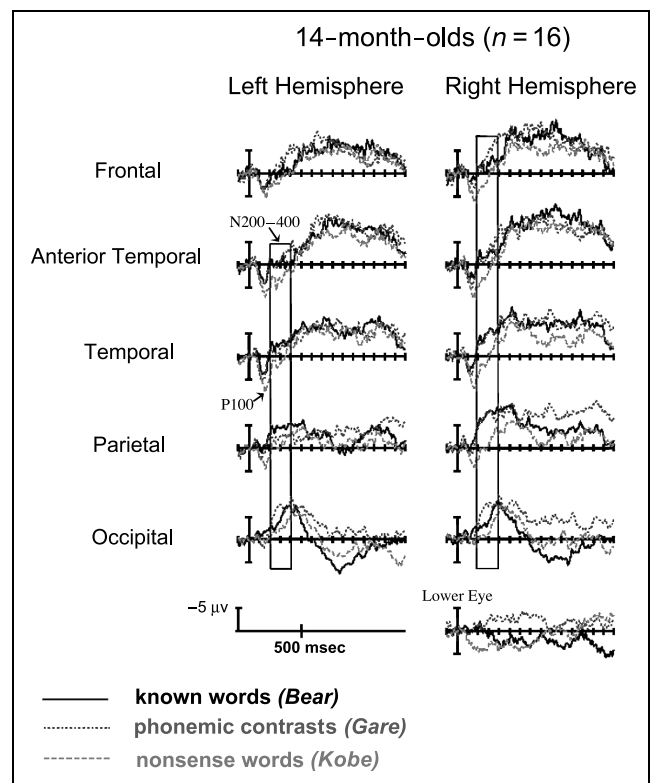 14-month-olds (n = 16)
Left Hemisphere Right Hemisphere
Frontal
N200–400
Anterior Temporal
Temporal
P100
Parietal
Occipital
Lower Eye
−5 μv
500 msec
known words (Bear)
phonemic contrasts (Gare)
nonsense words (Kobe)